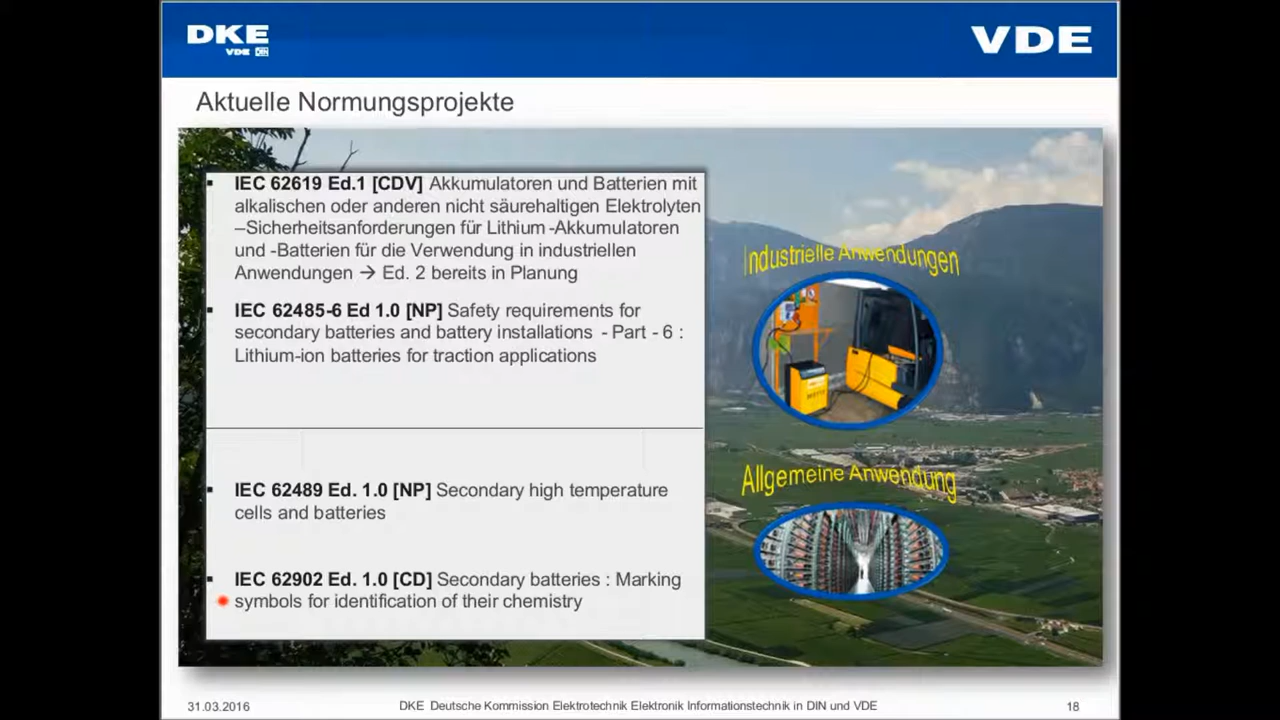 DKE
VDE DIN
VDE
Aktuelle Normungsprojekte
▪ IEC 62619 Ed.1 [CDV] Akkumulatoren und Batterien mit
alkalischen oder anderen nicht säurehaltigen Elektrolyten
–Sicherheitsanforderungen für Lithium -Akkumulatoren
und -Batterien für die Verwendung in industriellen
Anwendungen → Ed. 2 bereits in Planung
▪ IEC 62485-6 Ed 1.0 [NP] Safety requirements for
secondary batteries and battery installations - Part - 6 :
Lithium-ion batteries for traction applications
Industrielle Anwendungen
Allgemeine Anwendung
▪ IEC 62489 Ed. 1.0 [NP] Secondary high temperature
cells and batteries
▪ IEC 62902 Ed. 1.0 [CD] Secondary batteries : Marking
symbols for identification of their chemistry
31.03.2016
DKE Deutsche Kommission Elektrotechnik Elektronik Informationstechnik in DIN und VDE
18